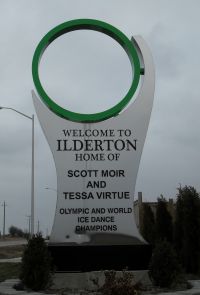 WELCOME TO
ILDERTON
HOME OF
SCOTT MOIR
AND
TESSA VIRTUE
OLYMPIC AND WORLD
ICE DANCE
CHAMPIONS